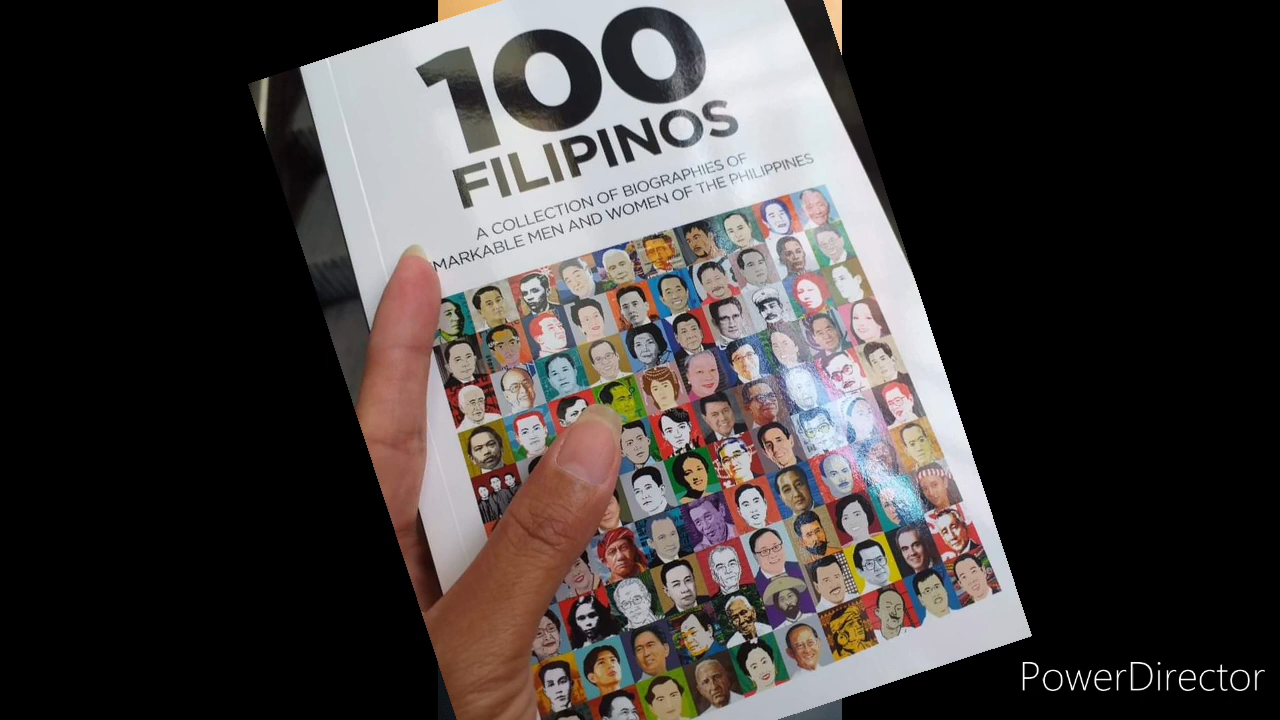 100
FILIPINOS
A COLLECTION OF BIOGRAPHIES OF
MARKABLE MEN AND WOMEN OF THE PHILIPPINES
PowerDirector